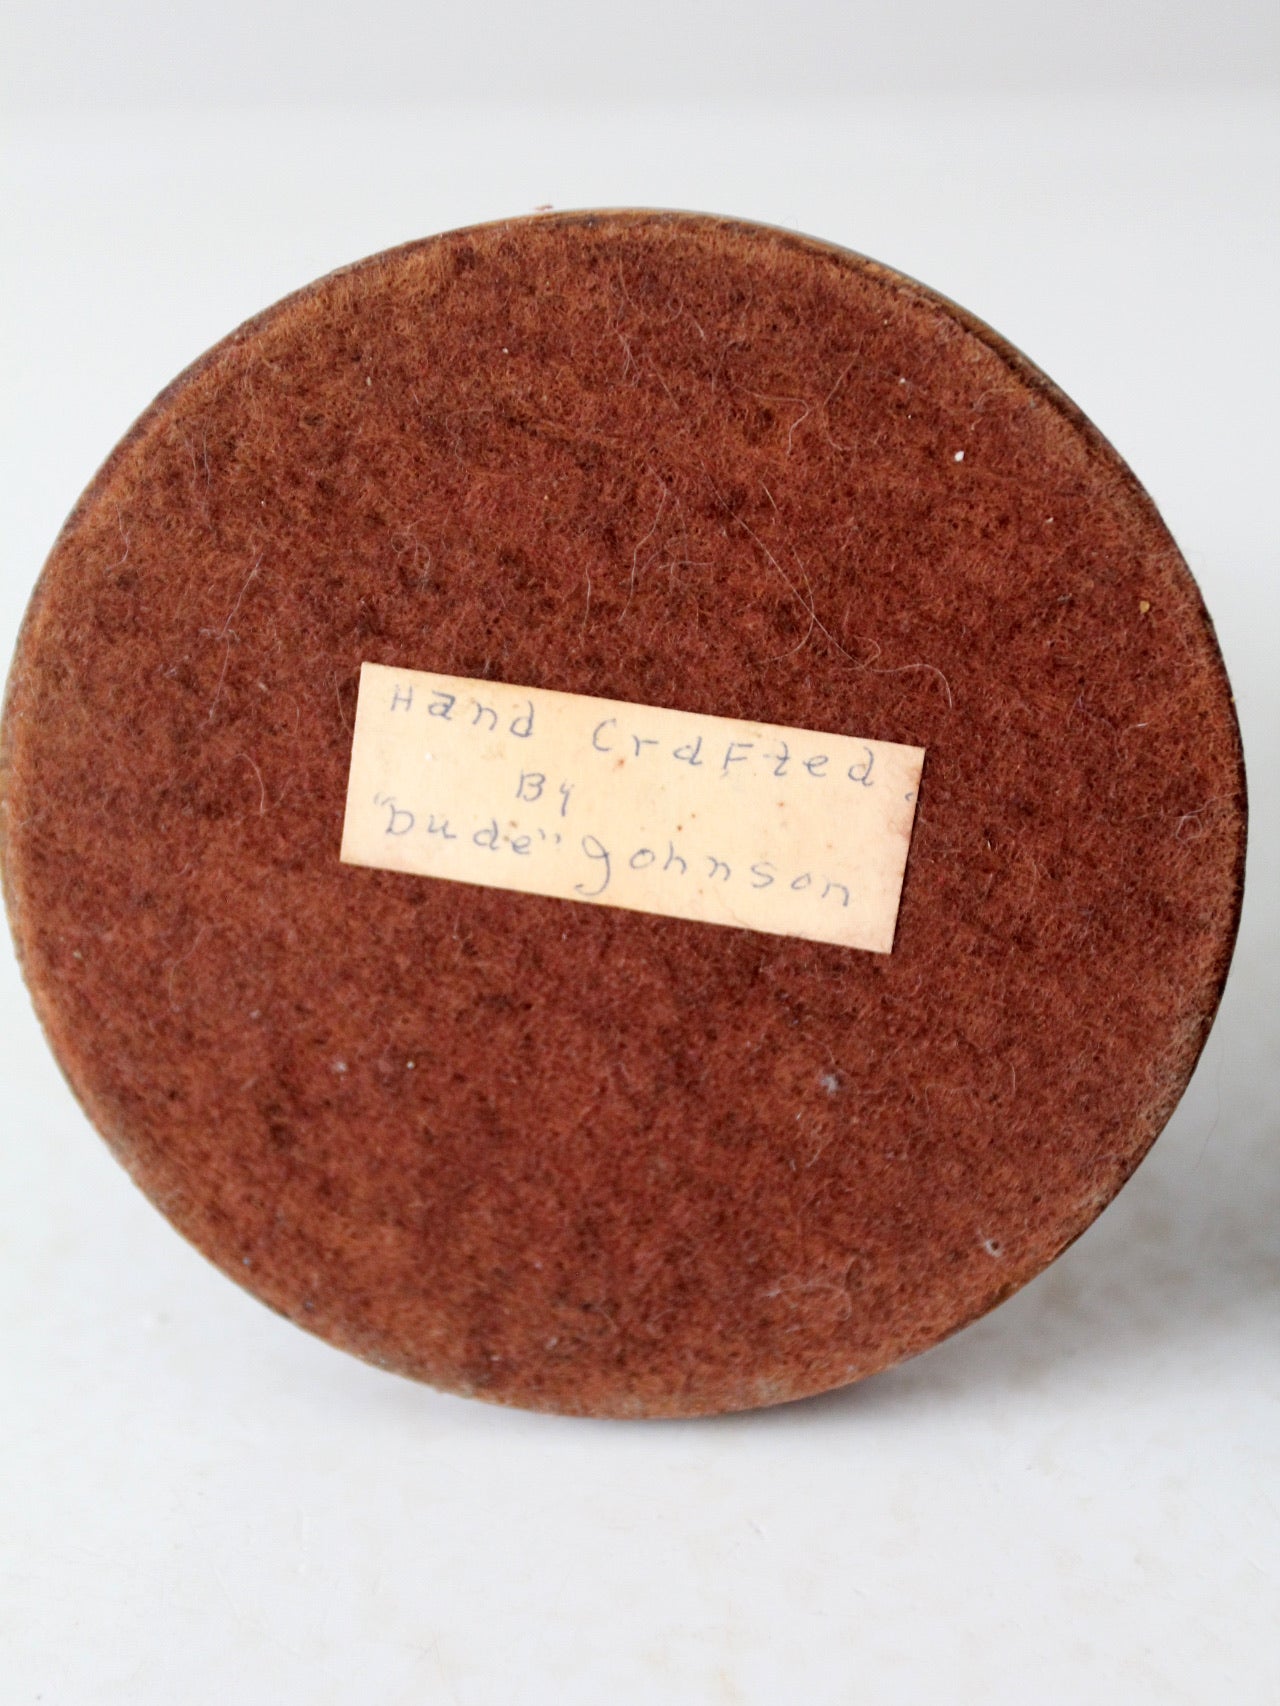 Hand Crafted.
By
"Dude" Johnson